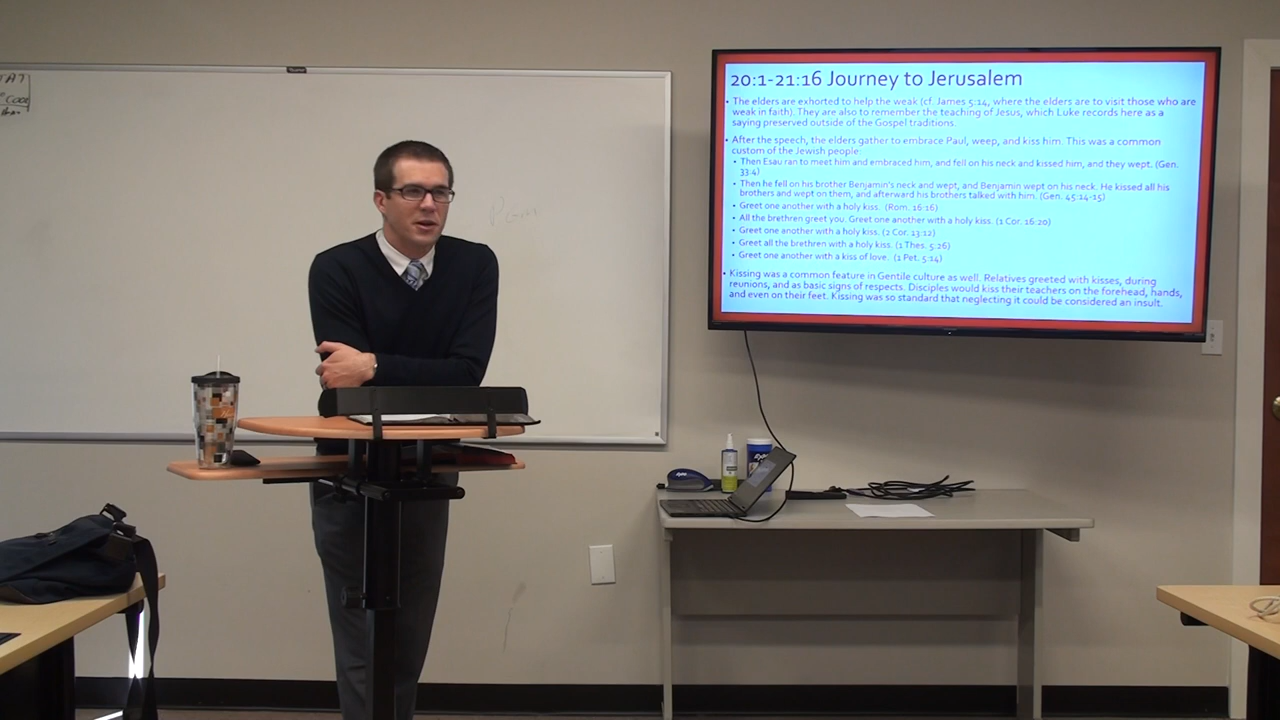 20:1-21:16 Journey to Jerusalem
• The elders are exhorted to help the weak (cf. James 5:14, where the elders are to visit those who are
weak in faith). They are also to remember the teaching of Jesus, which Luke records here as a
saying preserved outside of the Gospel traditions.
• After the speech, the elders gather to embrace Paul, weep, and kiss him. This was a common
custom of the Jewish people:
• Then Esau ran to meet him and embraced him, and fell on his neck and kissed him, and they wept. (Gen.
33:4)
• Then he fell on his brother Benjamin's neck and wept, and Benjamin wept on his neck. He kissed all his
brothers and wept on them, and afterward his brothers talked with him. (Gen. 45:14-15)
• Greet one another with a holy kiss. (Rom. 16:16)
• All the brethren greet you. Greet one another with a holy kiss. (1 Cor. 16:20)
• Greet one another with a holy kiss. (2 Cor. 13:12)
• Greet all the brethren with a holy kiss. (1 Thes. 5:26)
• Greet one another with a kiss of love. (1 Pet. 5:14)
• Kissing was a common feature in Gentile culture as well. Relatives greeted with kisses, during
reunions, and as basic signs of respects. Disciples would kiss their teachers on the forehead, hands,
and even on their feet. Kissing was so standard that neglecting it could be considered an insult.